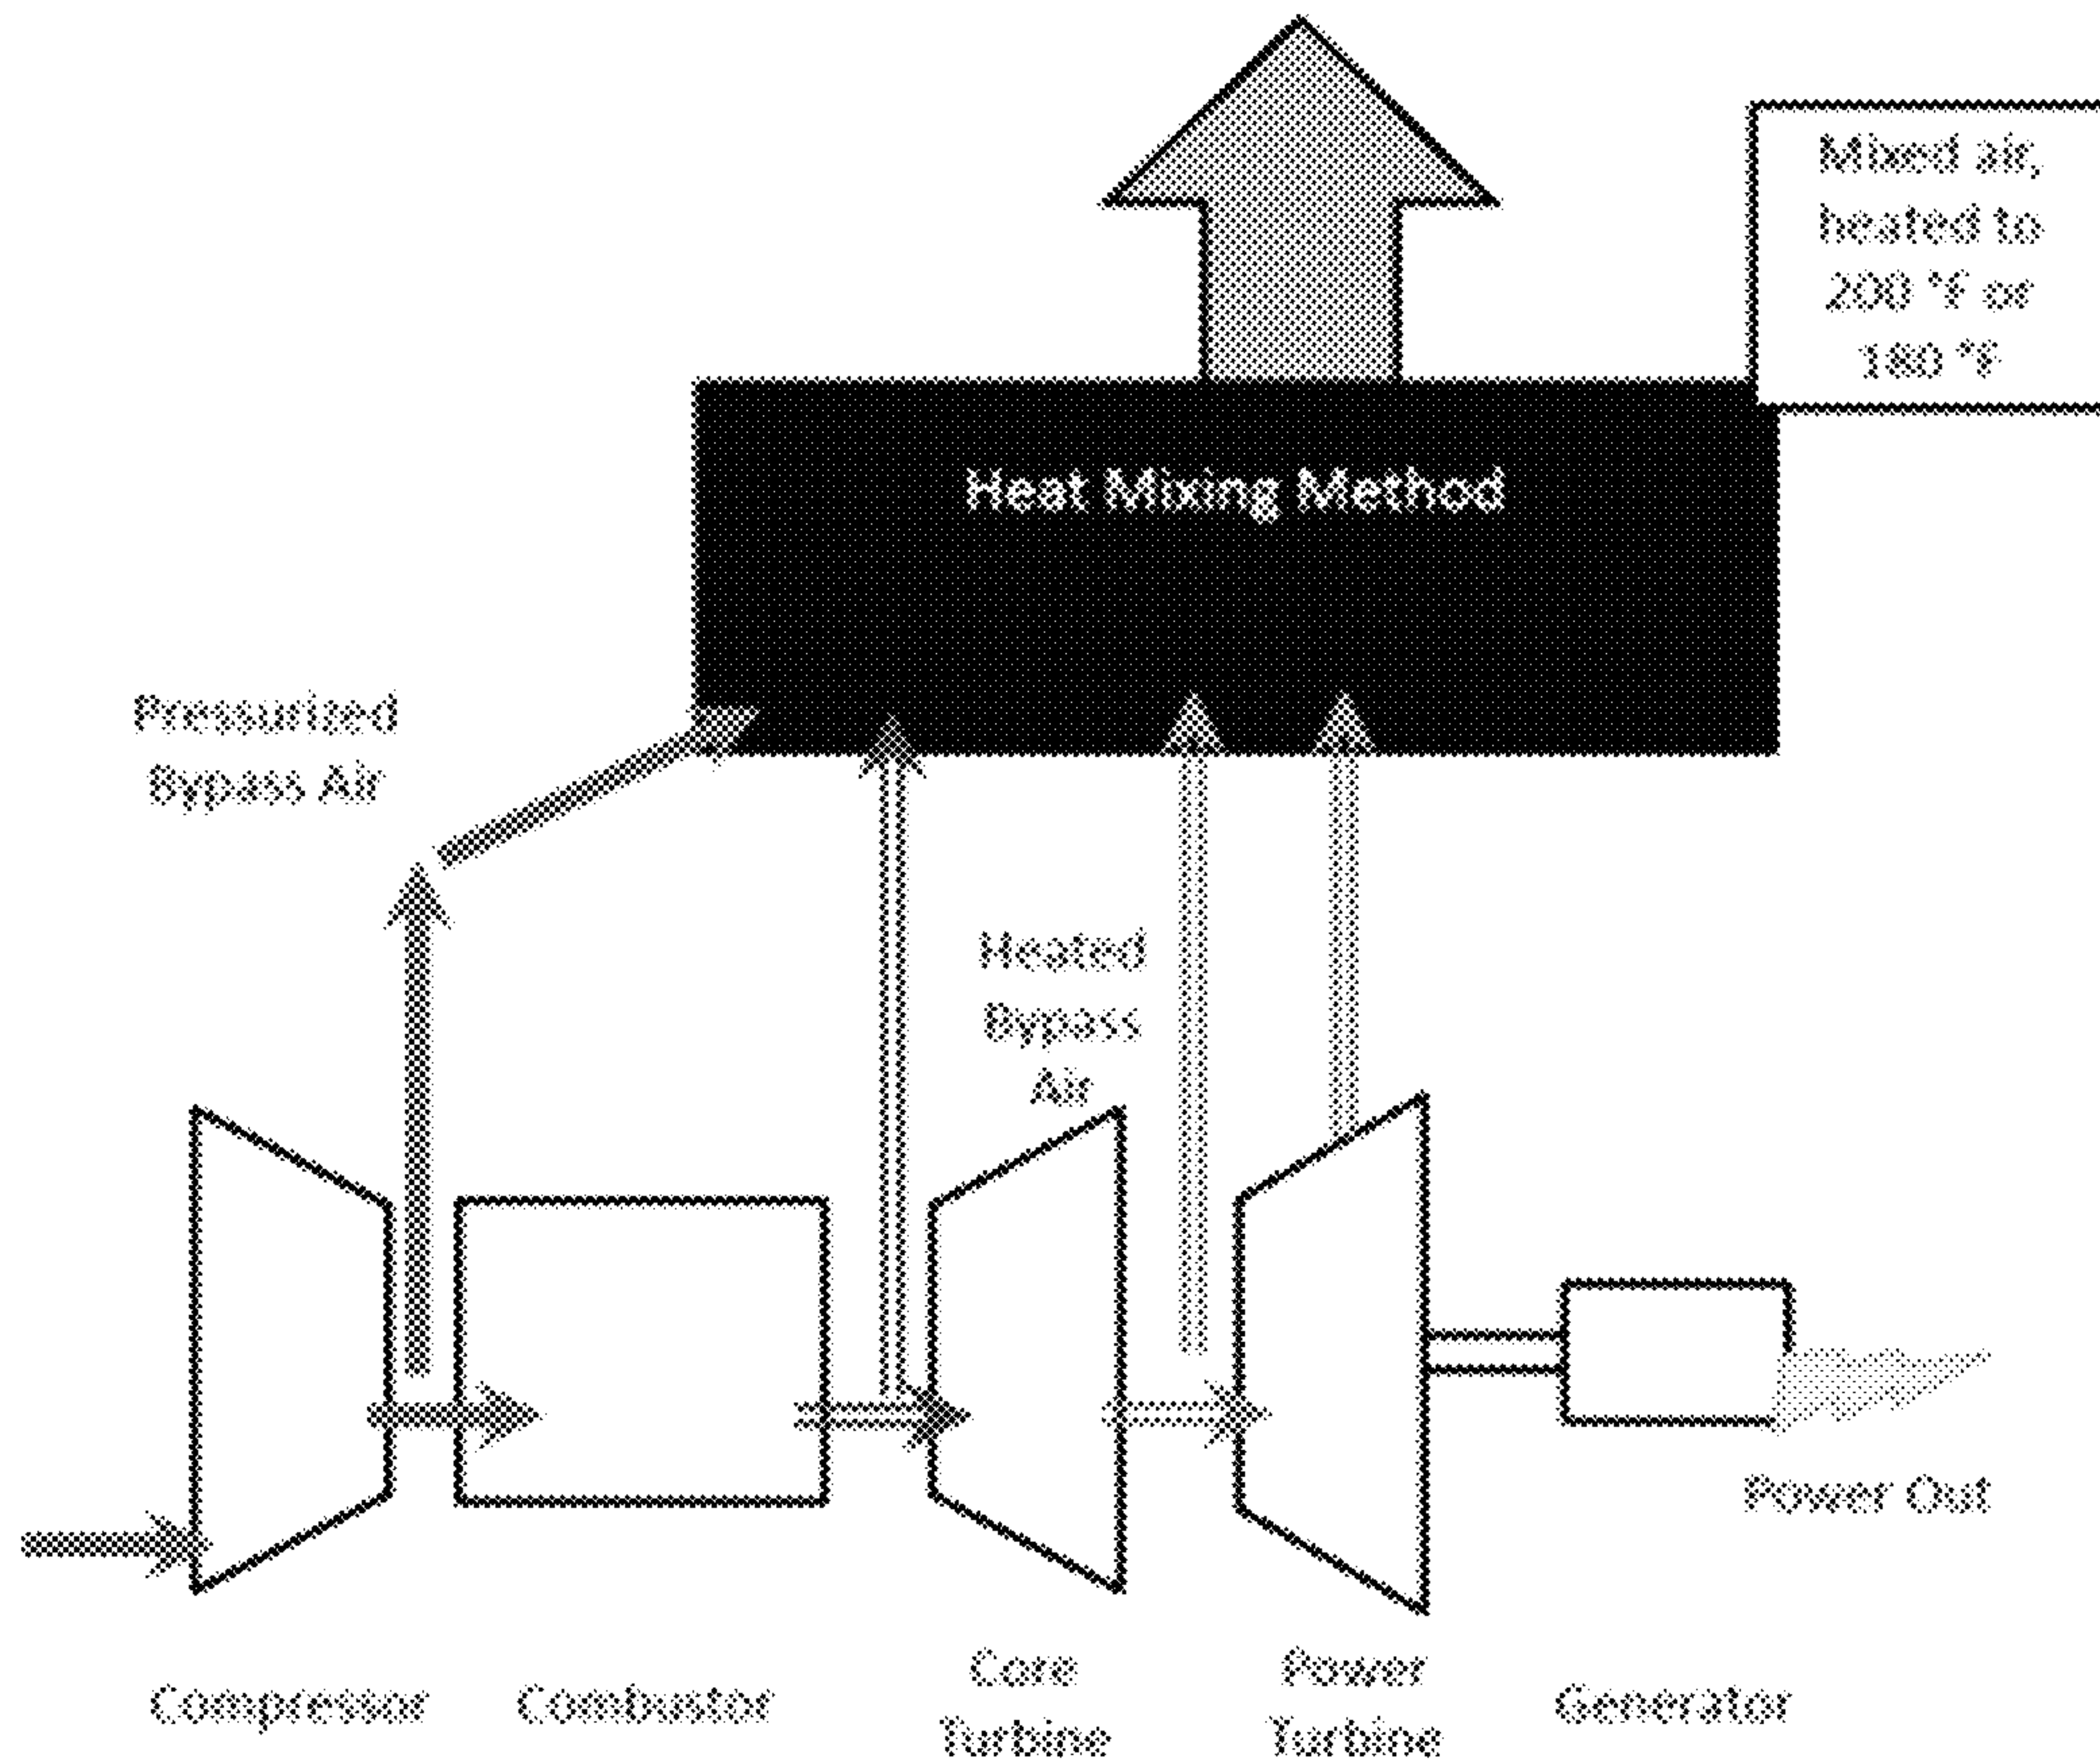 Mixed air,
heated to
200 °F or
180 °F
Heat Mixing Method
Pressurized
Bypass Air
Heated
Bypass
Air
Power Out
Compressor
Combustor
Core
Turbine
Power
Turbine
Generator